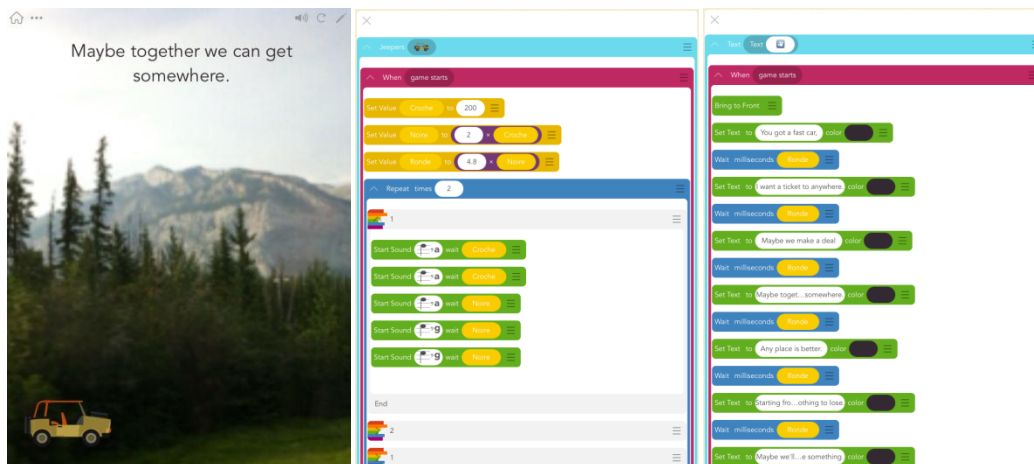 Maybe together we can get
somewhere.
Jeepers
When game starts
Set Value Croche to 200
Set Value Noire to 2 × Croche
Set Value Ronde to 4.8 × Noire
Repeat times 2
1
Start Sound a wait Croche
Start Sound a wait Croche
Start Sound a wait Noire
Start Sound g wait Noire
Start Sound g wait Noire
End
2
1
Text Text
When game starts
Bring to Front
Set Text to You got a fast car, color
Wait milliseconds Ronde
Set Text to I want a ticket to anywhere. color
Wait milliseconds Ronde
Set Text to Maybe we make a deal color
Wait milliseconds Ronde
Set Text to Maybe toget...somewhere. color
Wait milliseconds Ronde
Set Text to Any place is better. color
Wait milliseconds Ronde
Set Text to Starting fro...othing to lose. color
Wait milliseconds Ronde
Set Text to Maybe we'll...e something. color